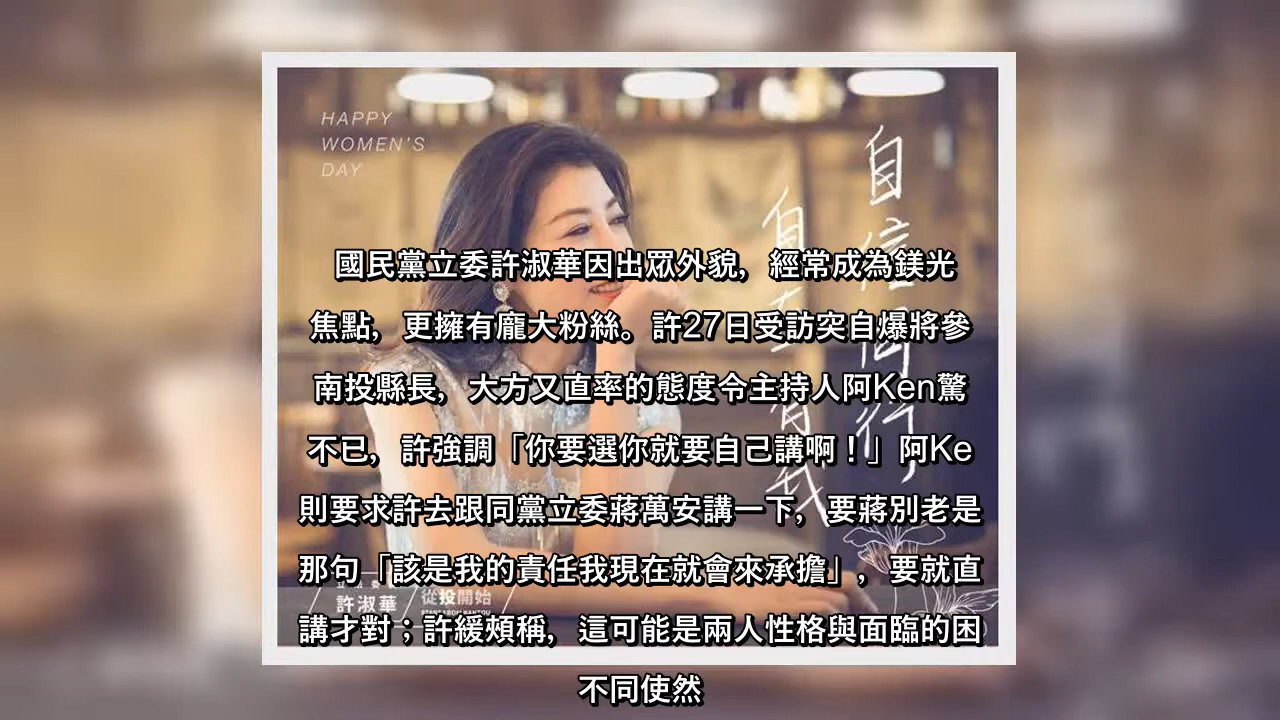 HAPPY
WOMEN'S
DAY
自信同行，
國民黨立委許淑華因出眾外貌，經常成為鎂光
焦點，更擁有龐大粉絲。許27日受訪突自爆將參
南投縣長，大方又直率的態度令主持人阿Ken驚
不已，許強調「你要選你就要自己講啊！」阿Ke
則要求許去跟同黨立委蔣萬安講一下，要蔣別老是
那句「該是我的責任我現在就會來承擔」，要就直
講才對；許緩頰稱，這可能是兩人性格與面臨的困
不同使然
許淑華
從投開始